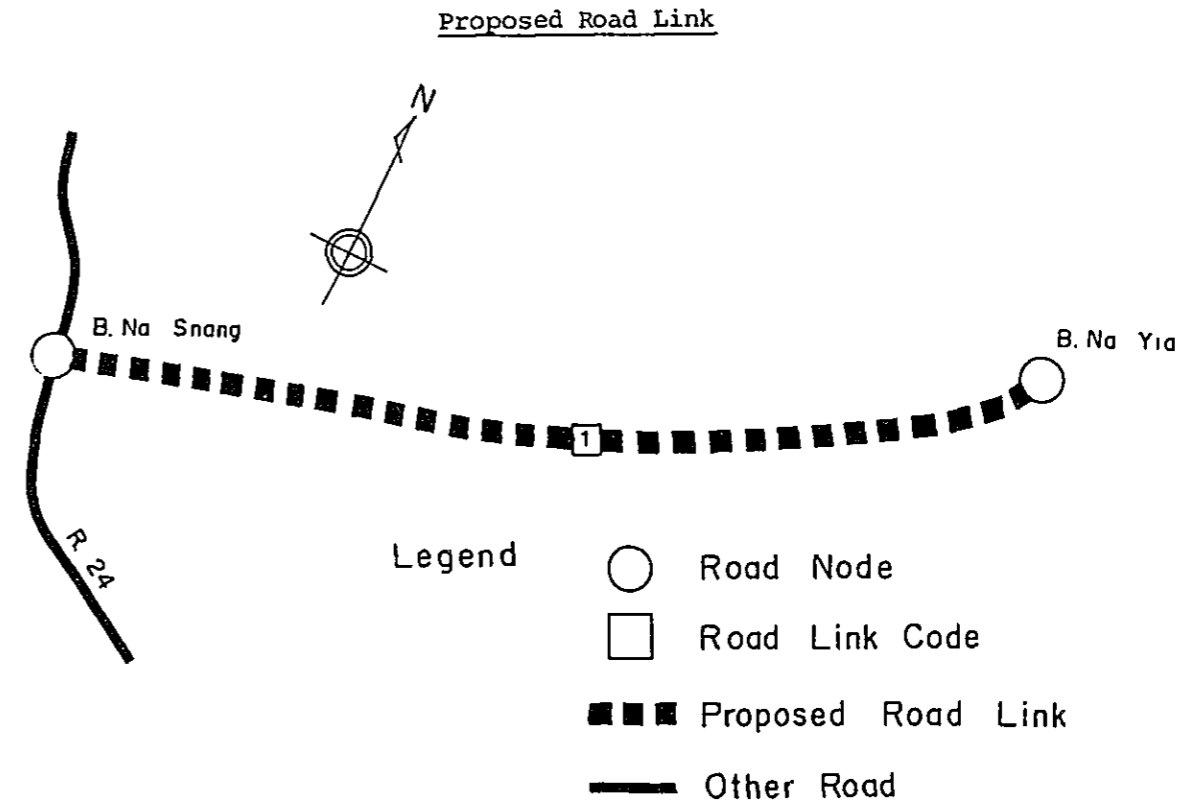 Proposed Road Link
N
B. Na Snang
B. Na Yia
1
R 24
Legend
Road Node
Road Link Code
Proposed Road Link
Other Road